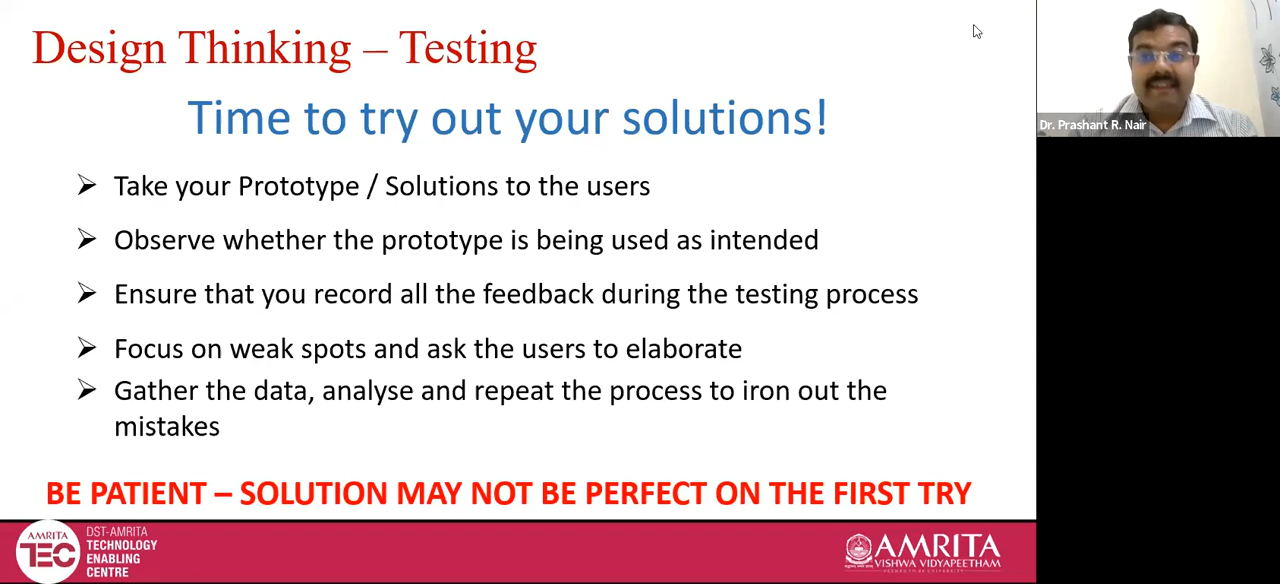 Design Thinking – Testing
Time to try out your solutions!
Take your Prototype / Solutions to the users
Observe whether the prototype is being used as intended
Ensure that you record all the feedback during the testing process
Focus on weak spots and ask the users to elaborate
Gather the data, analyse and repeat the process to iron out the
mistakes
BE PATIENT – SOLUTION MAY NOT BE PERFECT ON THE FIRST TRY
AMRITA
TEC
DST-AMRITA
TECHNOLOGY
ENABLING
CENTRE
AMRITA
VISHWA VIDYAPEETHAM
Dr. Prashant R. Nair